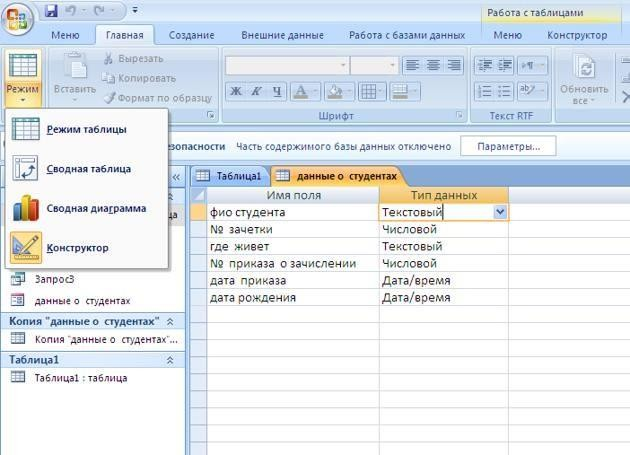 Работа с таблицами
Меню Главная Создание Внешние данные Работа с базами данных Меню Конструктор
Режим
Вставить
Вырезать
Копировать
Формат по образцу
Ж К Ч А
Шрифт
Текст RTF
Обновить все
Режим таблицы
Сводная таблица
Сводная диаграмма
Конструктор
езопасности Часть содержимого базы данных отключено Параметры...
Таблица1 данные о студентах
Имя поля Тип данных
фио студента Текстовый
№ зачетки Числовой
где живет Текстовый
№ приказа о зачислении Числовой
дата приказа Дата/время
дата рождения Дата/время
ца
Запрос3
данные о студентах
Копия "данные о студентах"
Копия "данные о студентах"...
Таблица1
Таблица1 : таблица